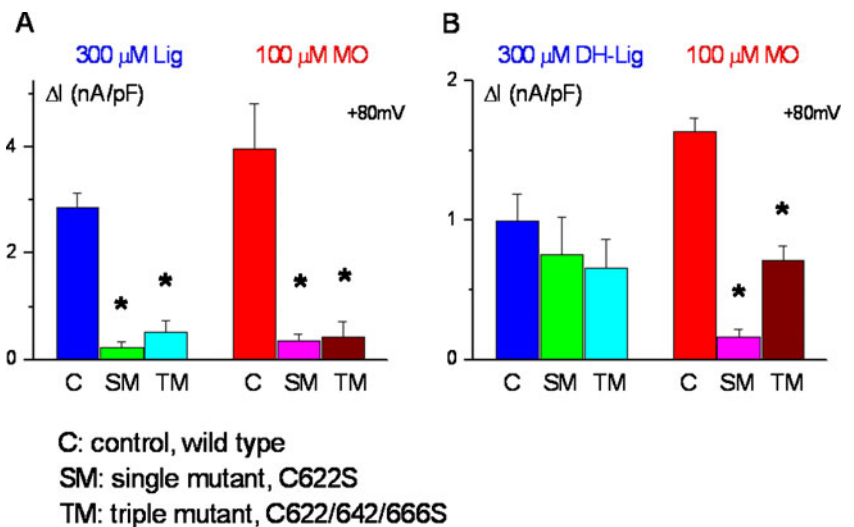 A
300 μM Lig
100 μM MO
ΔI (nA/pF)
+80mV
4
2
0
C SM TM
C SM TM
B
300 μM DH-Lig
100 μM MO
2
ΔI (nA/pF)
+80mV
1
0
* * * *
* *
C SM TM
C SM TM
C: control, wild type
SM: single mutant, C622S
TM: triple mutant, C622/642/666S